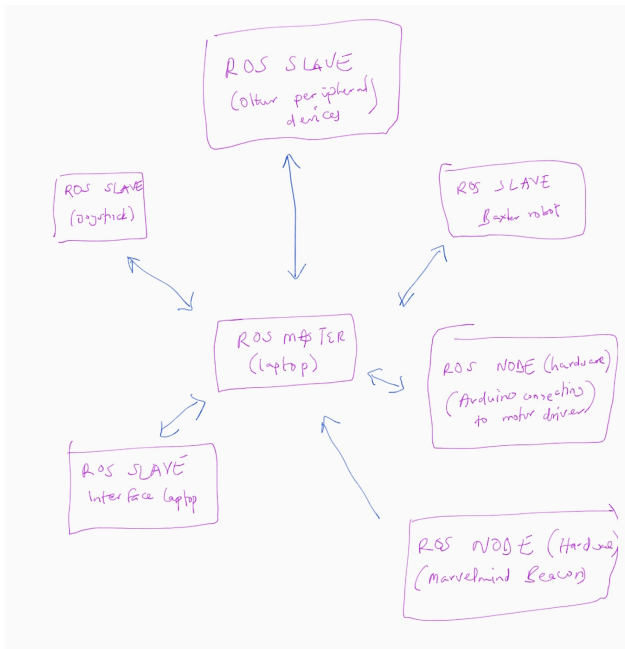 ROS SLAVE
(Other peripheral)
devices
ROS SLAVE
(Joystick)
ROS SLAVE
Baxter robot
ROS MASTER
(laptop)
ROS NODE (hardware)
(Arduino connecting)
to motor driver
ROS SLAVE
Interface laptop
ROS NODE (Hardware)
(Marvelmind Beacon)